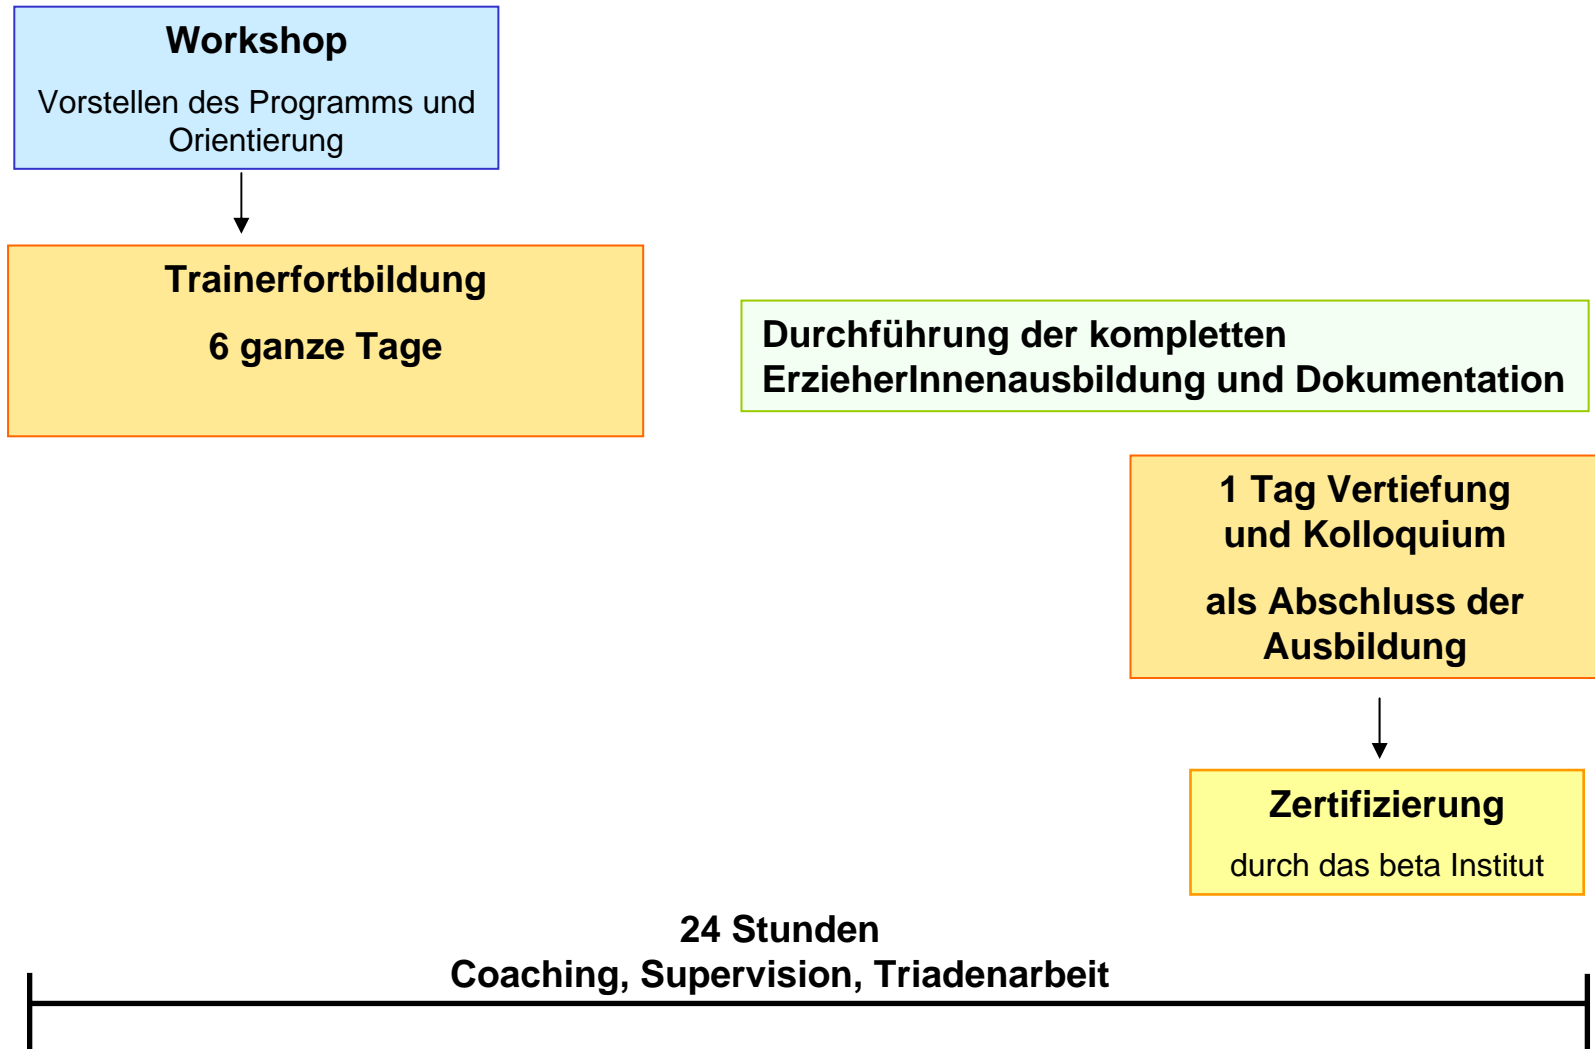 Workshop
Vorstellen des Programms und
Orientierung
Trainerfortbildung
6 ganze Tage
Durchführung der kompletten
ErzieherInnenausbildung und Dokumentation
1 Tag Vertiefung
und Kolloquium
als Abschluss der
Ausbildung
Zertifizierung
durch das beta Institut
24 Stunden
Coaching, Supervision, Triadenarbeit